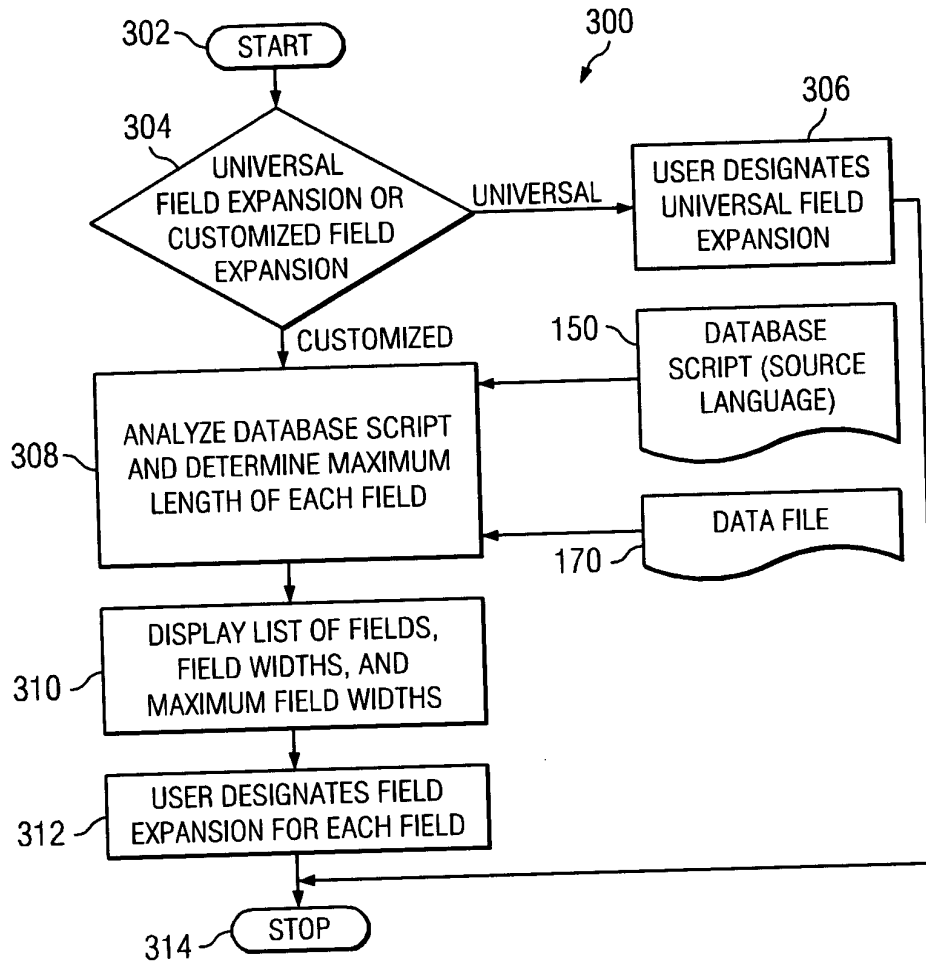 302
START
300
304
UNIVERSAL
FIELD EXPANSION OR
CUSTOMIZED FIELD
EXPANSION
UNIVERSAL
306
USER DESIGNATES
UNIVERSAL FIELD
EXPANSION
CUSTOMIZED
150
DATABASE
SCRIPT (SOURCE
LANGUAGE)
308
ANALYZE DATABASE SCRIPT
AND DETERMINE MAXIMUM
LENGTH OF EACH FIELD
DATA FILE
170
310
DISPLAY LIST OF FIELDS,
FIELD WIDTHS, AND
MAXIMUM FIELD WIDTHS
312
USER DESIGNATES FIELD
EXPANSION FOR EACH FIELD
314
STOP